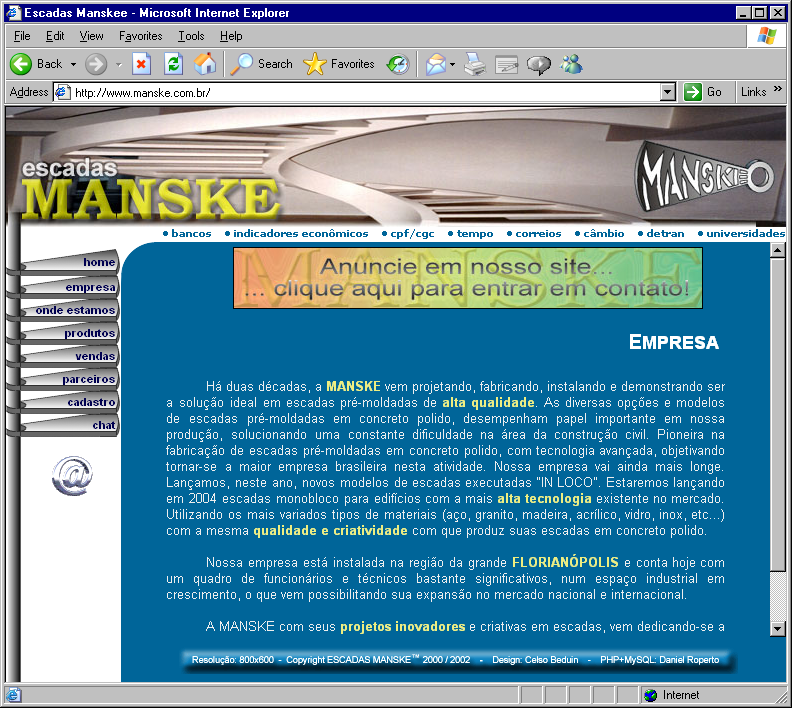 Escadas Manskee - Microsoft Internet Explorer
File Edit View Favorites Tools Help
Back Search Favorites
Address http://www.manske.com.br/ Go Links »
escadas
MANSKE
MANSKE
• bancos • indicadores econômicos • cpf/cgc • tempo • correios • câmbio • detran • universidades
home
empresa
onde estamos
produtos
vendas
parceiros
cadastro
chat
@
MANSKE
Anuncie em nosso site...
... clique aqui para entrar em contato!
EMPRESA
Há duas décadas, a MANSKE vem projetando, fabricando, instalando e demonstrando ser
a solução ideal em escadas pré-moldadas de alta qualidade. As diversas opções e modelos
de escadas pré-moldadas em concreto polido, desempenham papel importante em nossa
produção, solucionando uma constante dificuldade na área da construção civil. Pioneira na
fabricação de escadas pré-moldadas em concreto polido, com tecnologia avançada, objetivando
tornar-se a maior empresa brasileira nesta atividade. Nossa empresa vai ainda mais longe.
Lançamos, neste ano, novos modelos de escadas executadas "IN LOCO". Estaremos lançando
em 2004 escadas monobloco para edifícios com a mais alta tecnologia existente no mercado.
Utilizando os mais variados tipos de materiais (aço, granito, madeira, acrílico, vidro, inox, etc...)
com a mesma qualidade e criatividade com que produz suas escadas em concreto polido.
Nossa empresa está instalada na região da grande FLORIANÓPOLIS e conta hoje com
um quadro de funcionários e técnicos bastante significativos, num espaço industrial em
crescimento, o que vem possibilitando sua expansão no mercado nacional e internacional.
A MANSKE com seus projetos inovadores e criativas em escadas, vem dedicando-se a
Resolução: 800x600 - Copyright ESCADAS MANSKE™ 2000 / 2002 - Design: Celso Beduin - PHP+MySQL: Daniel Roperto
Internet